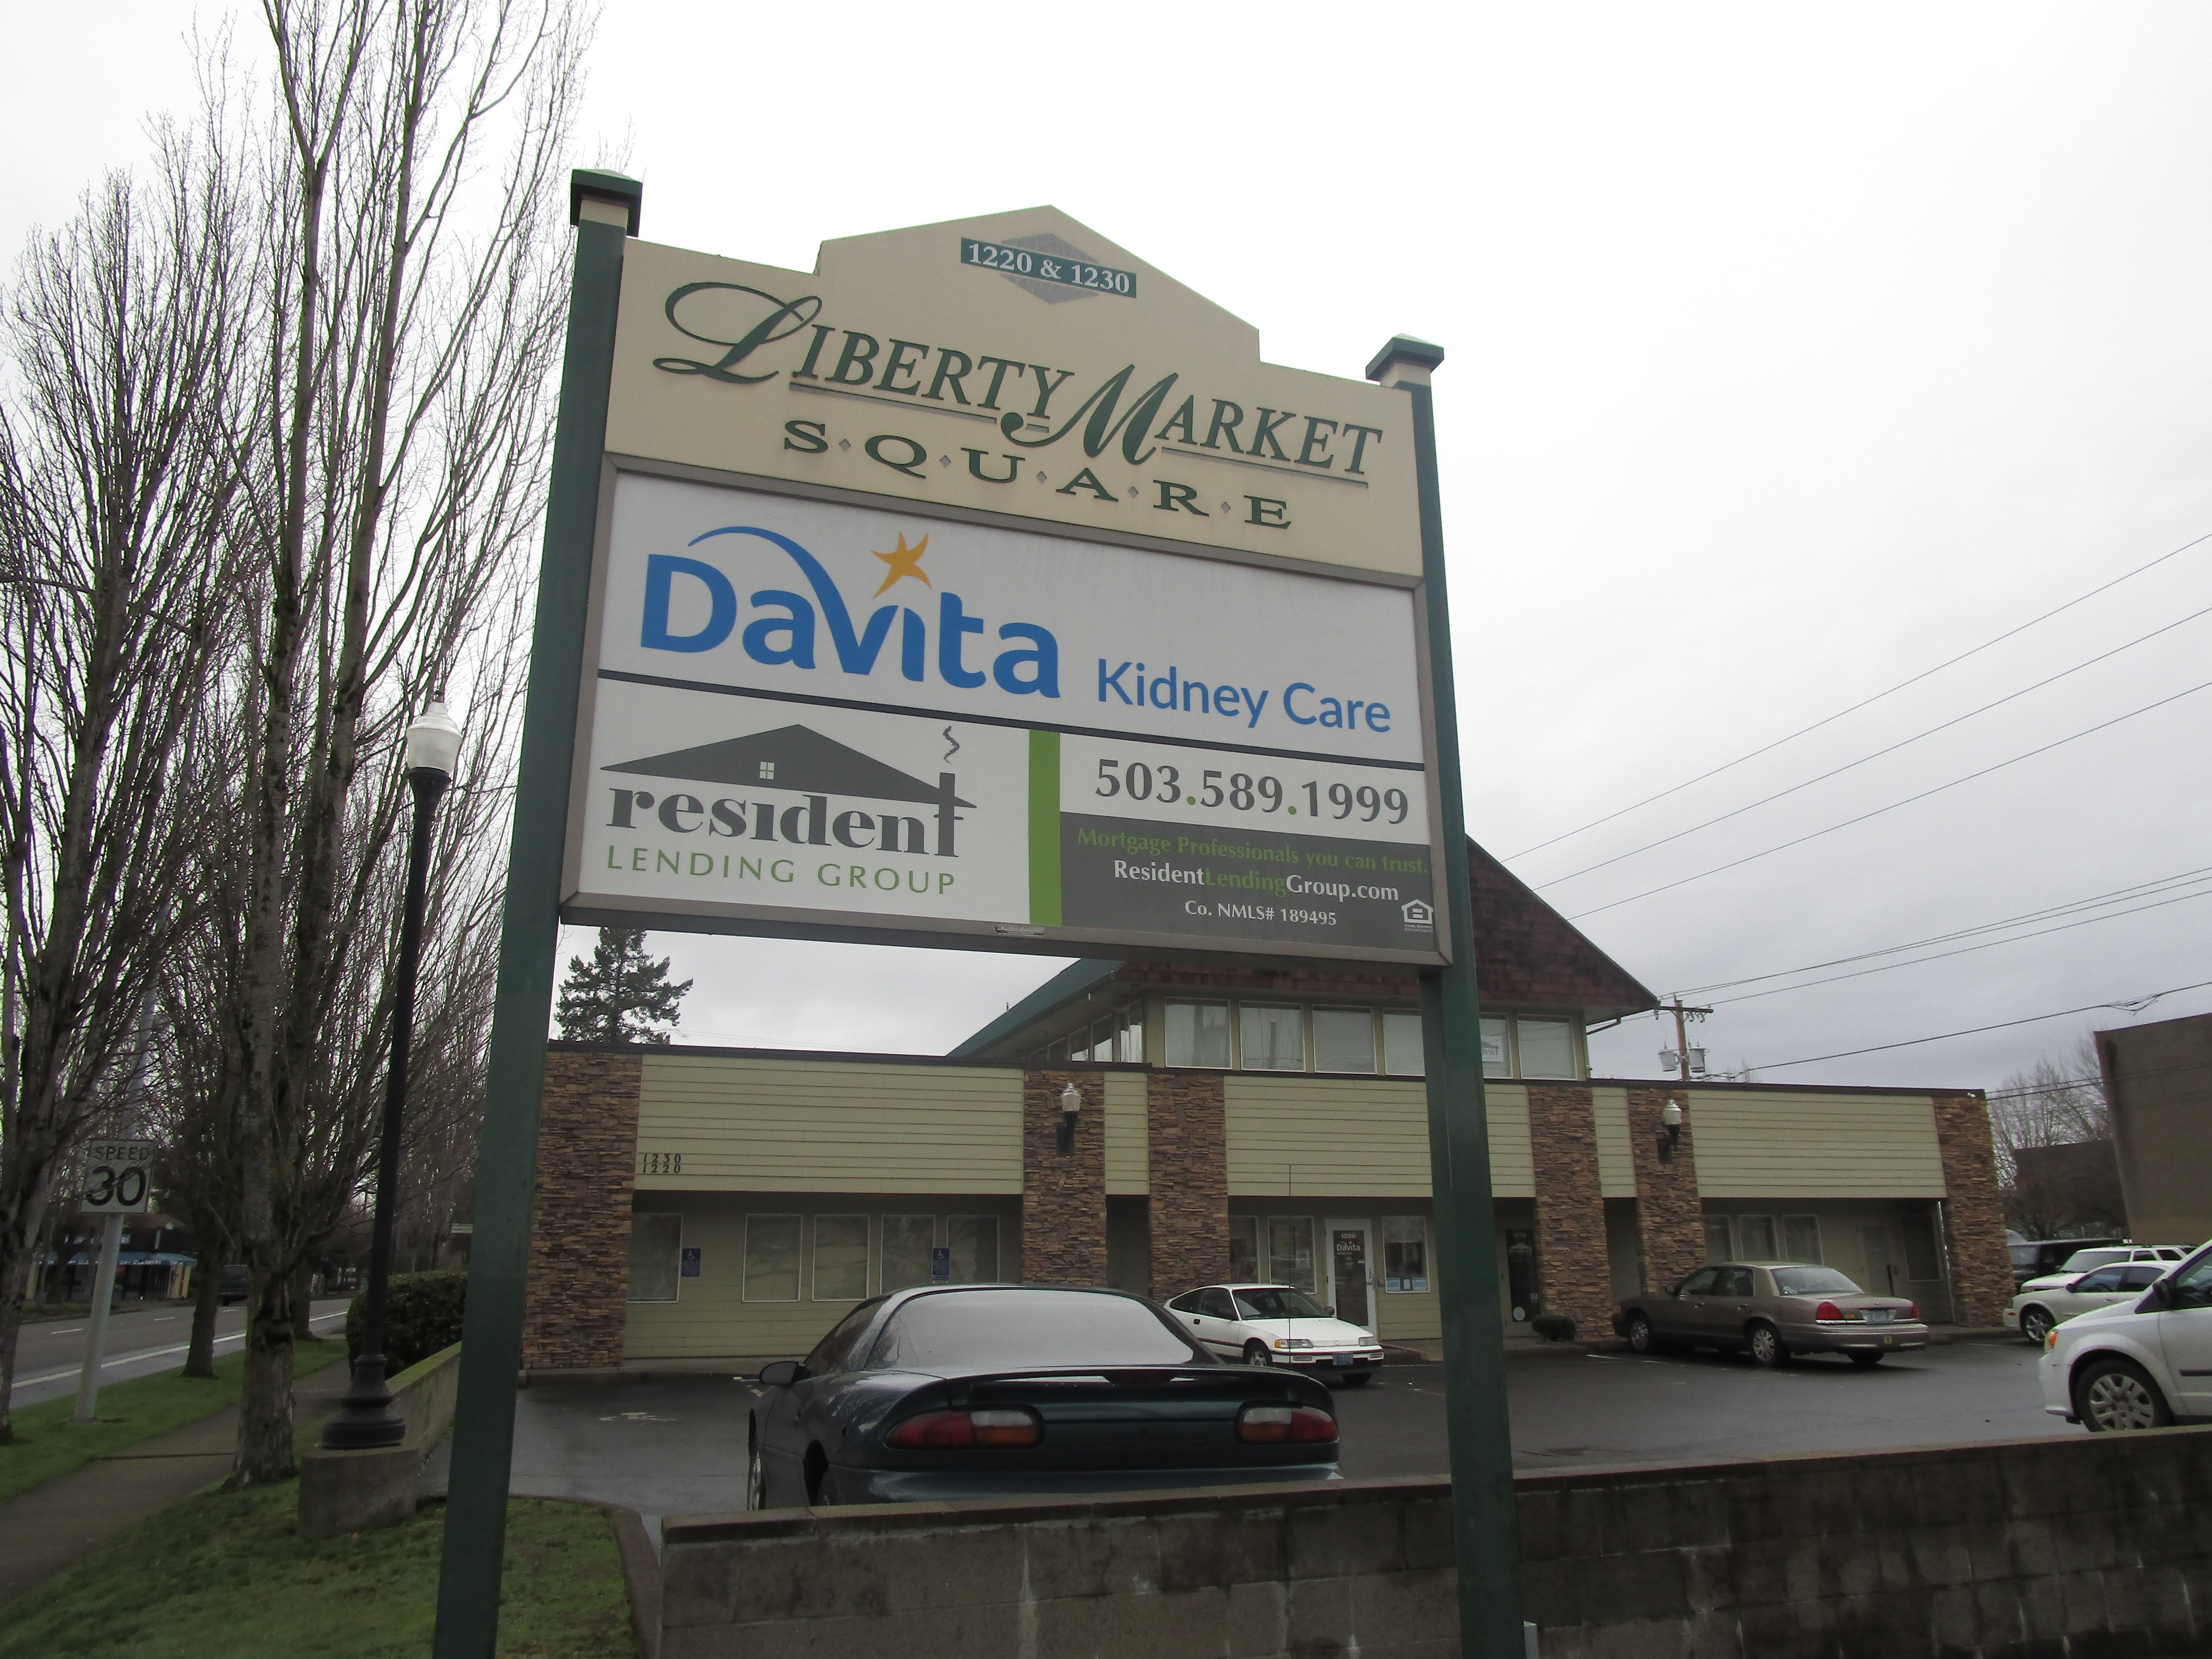 1220 & 1230
LIBERTY MARKET
S•Q•U•A•R•E
DaVita Kidney Care
resident
LENDING GROUP
503.589.1999
Mortgage Professionals you can trust.
ResidentLendingGroup.com
Co. NMLS# 189495
SPEED
30
1230
1220
DaVita